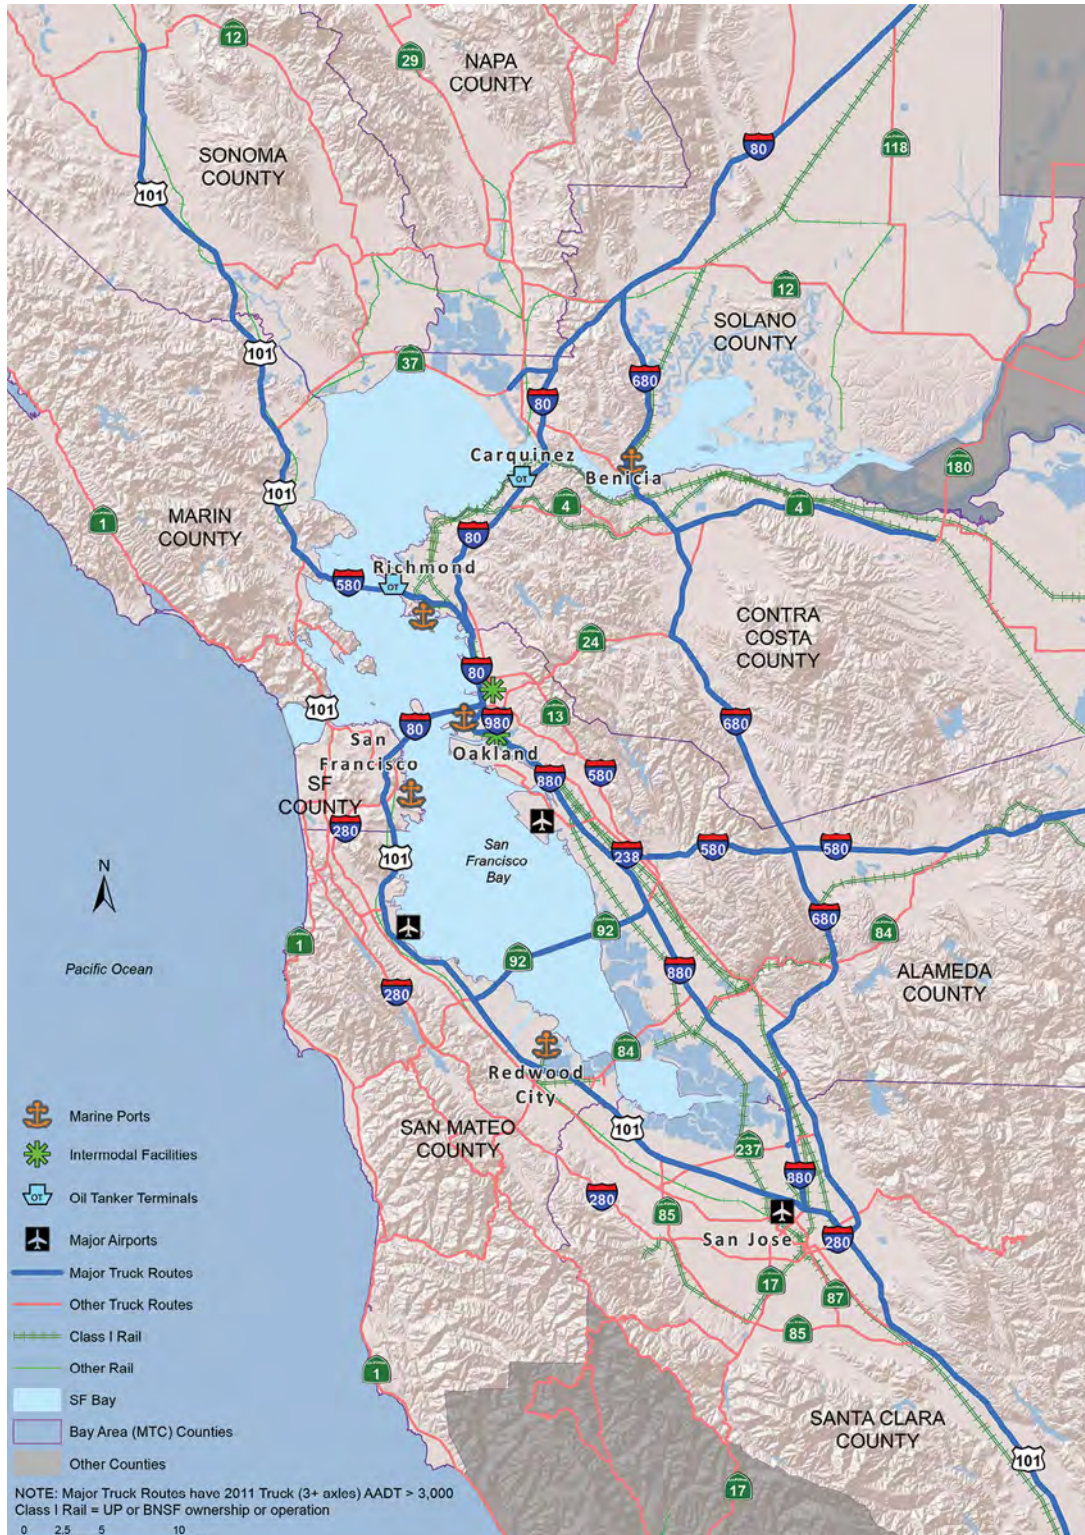 12
29
NAPA
COUNTY
80
118
SONOMA
COUNTY
101
12
SOLANO
COUNTY
101
37
680
80
Carquinez
OT
Benicia
180
101
4
4
1
MARIN
COUNTY
80
Richmond
580
OT
CONTRA
COSTA
COUNTY
24
80
101
13
980
680
80
San
Francisco
Oakland
SF
COUNTY
880
580
280
San
Francisco
Bay
101
238
580
580
680
84
92
92
1
Pacific Ocean
880
ALAMEDA
COUNTY
280
84
Redwood
City
101
SAN MATEO
COUNTY
237
880
280
85
San Jose
280
17
87
85
1
SANTA CLARA
COUNTY
101
17
N
Marine Ports
Intermodal Facilities
OT
Oil Tanker Terminals
Major Airports
Major Truck Routes
Other Truck Routes
Class I Rail
Other Rail
SF Bay
Bay Area (MTC) Counties
Other Counties
NOTE: Major Truck Routes have 2011 Truck (3+ axles) AADT > 3,000
Class I Rail = UP or BNSF ownership or operation
0 2.5 5 10